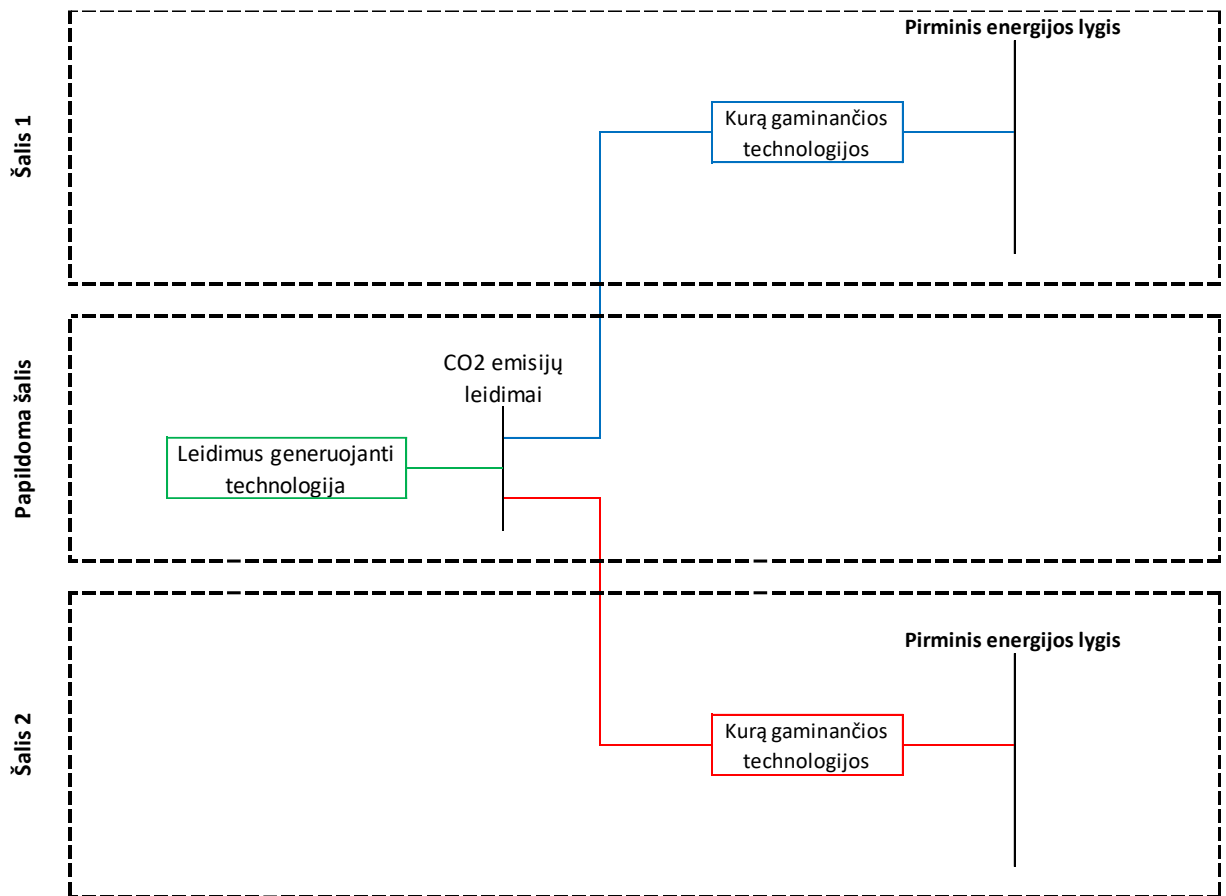 Šalis 1
Pirminis energijos lygis
Kurą gaminančios
technologijos
Papildoma šalis
CO2 emisijų
leidimai
Leidimus generuojanti
technologija
Šalis 2
Pirminis energijos lygis
Kurą gaminančios
technologijos